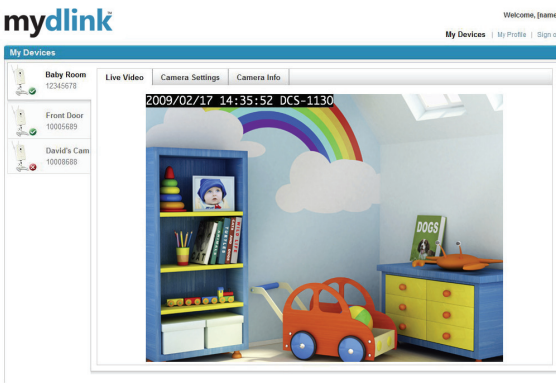 mydlink
Welcome, [name
My Devices | My Profile | Sign o
My Devices
Baby Room
12345678
Front Door
10005689
David's Cam
10008688
Live Video
Camera Settings
Camera Info
2009/02/17 14:35:52 DCS-1130
DOGS